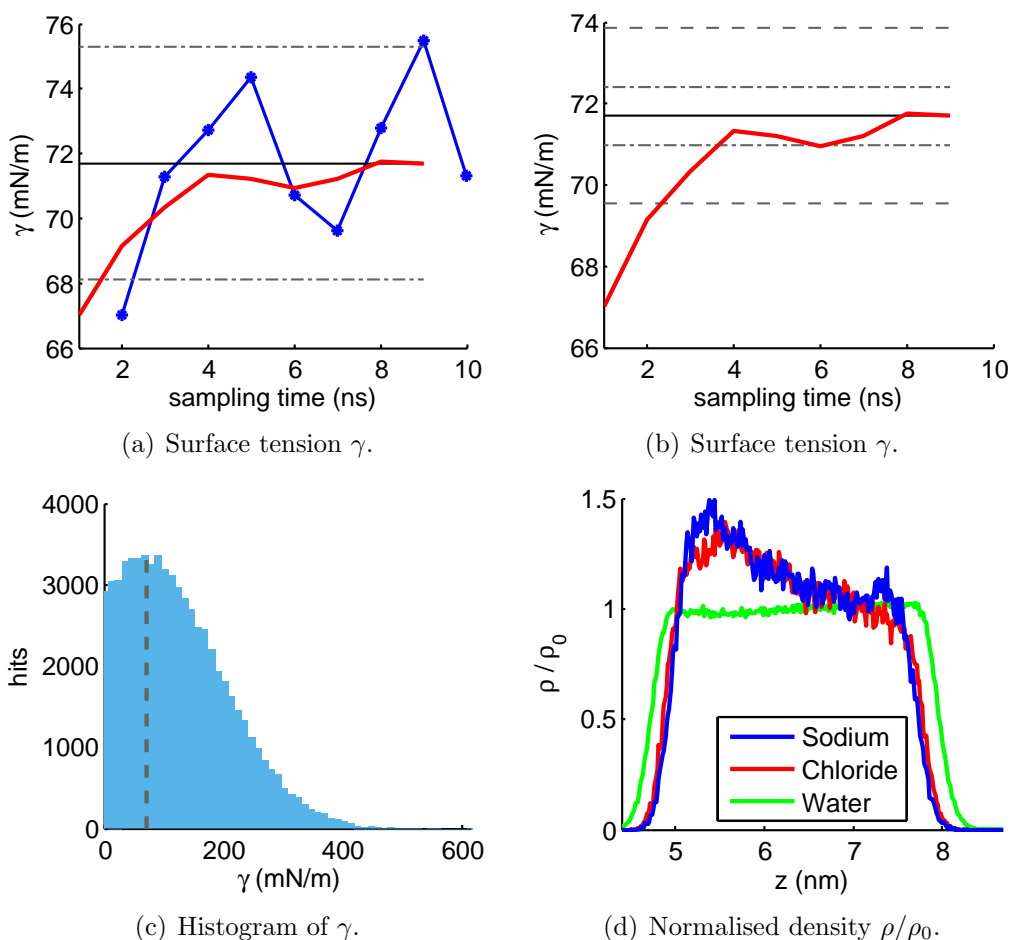 76
74
72
70
68
66
γ (mN/m)
2 4 6 8 10
sampling time (ns)
(a) Surface tension γ.
74
72
70
68
66
γ (mN/m)
2 4 6 8 10
sampling time (ns)
(b) Surface tension γ.
4000
3000
2000
1000
0
hits
0 200 400 600
γ (mN/m)
(c) Histogram of γ.
1.5
1
0.5
0
ρ / ρ0
Sodium
Chloride
Water
5 6 7 8
z (nm)
(d) Normalised density ρ/ρ0.